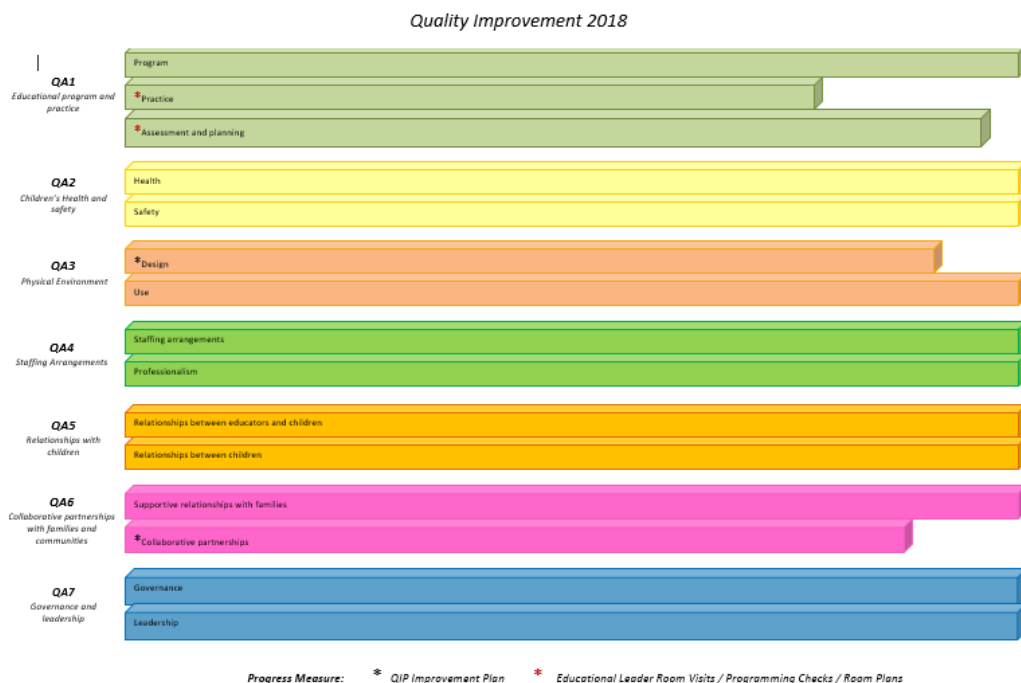 Quality Improvement 2018
QA1
Educational program and
practice
Program
*Practice
*Assessment and planning
QA2
Children's Health and
safety
Health
Safety
QA3
Physical Environment
*Design
Use
QA4
Staffing Arrangements
Staffing arrangements
Professionalism
QA5
Relationships with
children
Relationships between educators and children
Relationships between children
QA6
Collaborative partnerships
with families and
communities
Supportive relationships with families
*Collaborative partnerships
QA7
Governance and
leadership
Governance
Leadership
Progress Measure: * QIP Improvement Plan * Educational Leader Room Visits / Programming Checks / Room Plans